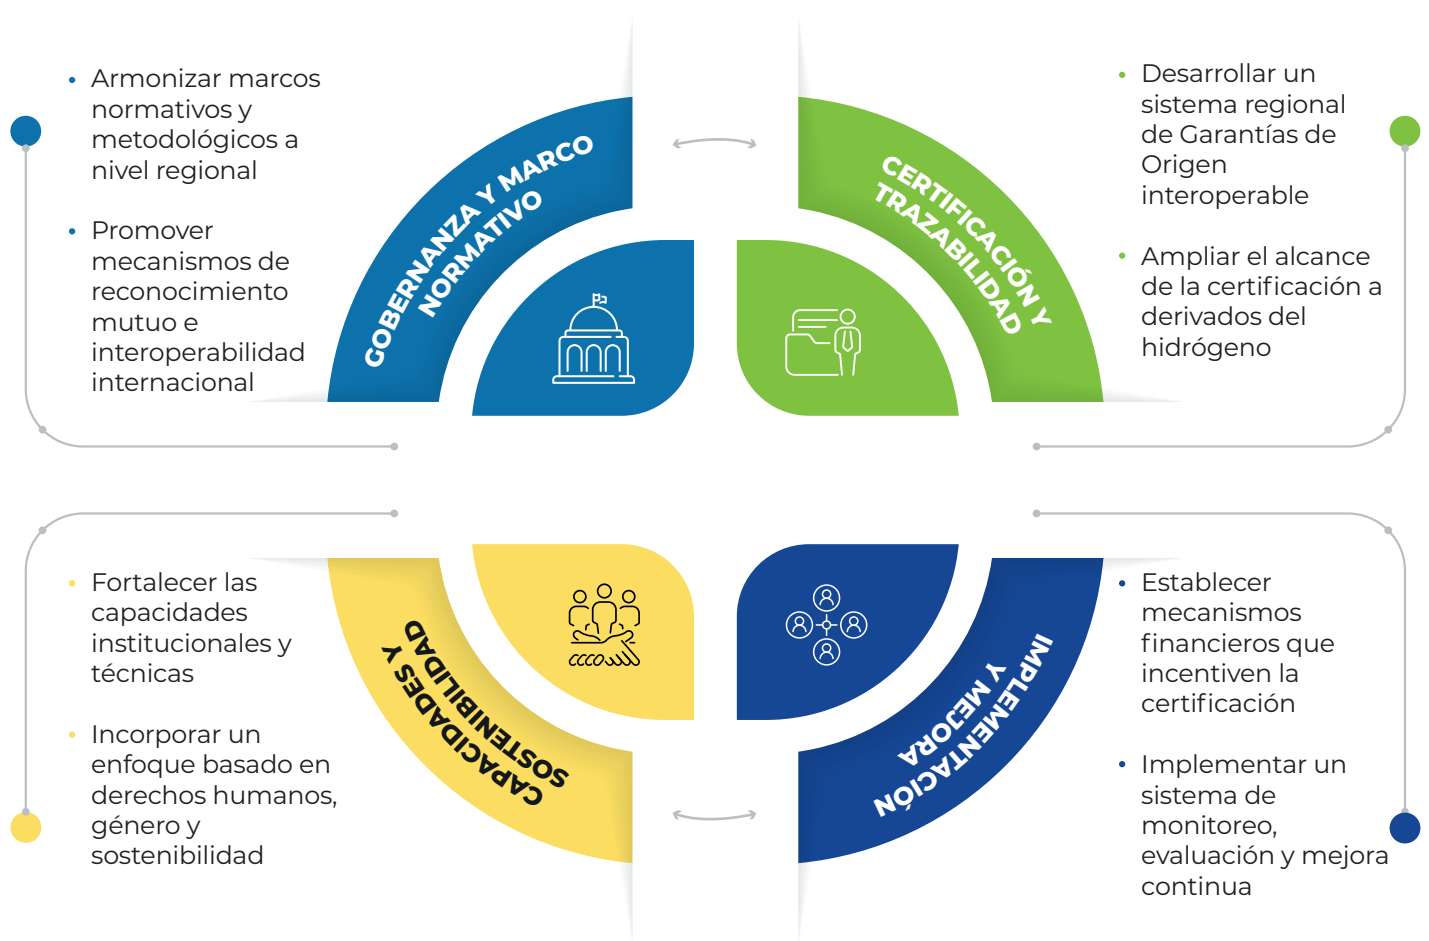 Armonizar marcos
normativos y
metodológicos a
nivel regional
Promover
mecanismos de
reconocimiento
mutuo e
interoperabilidad
internacional
GOBERNANZA Y MARCO
NORMATIVO
CERTIFICACIÓN Y
TRAZABILIDAD
Desarrollar un
sistema regional
de Garantías de
Origen
interoperable
Ampliar el alcance
de la certificación a
derivados del
hidrógeno
Fortalecer las
capacidades
institucionales y
técnicas
Incorporar un
enfoque basado en
derechos humanos,
género y
sostenibilidad
CAPACIDADES Y
SOSTENIBILIDAD
IMPLEMENTACIÓN
Y MEJORA
Establecer
mecanismos
financieros que
incentiven la
certificación
Implementar un
sistema de
monitoreo,
evaluación y mejora
continua